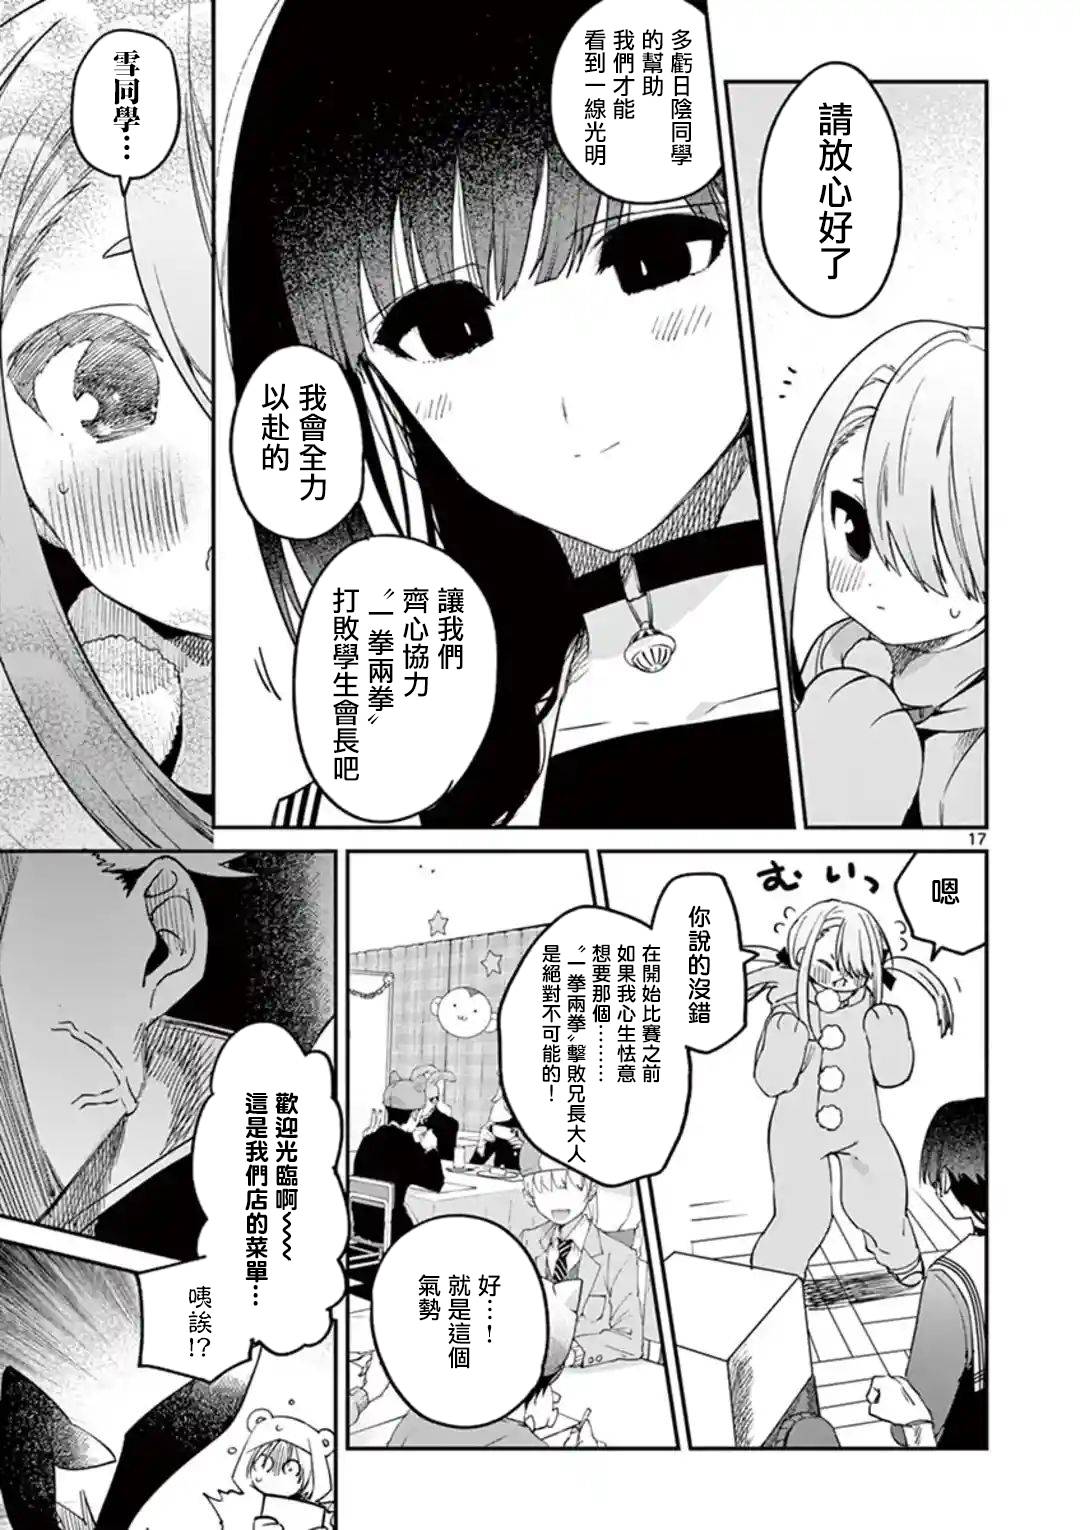 請放心好了
多虧日陰同學
的幫助
我們才能
看到一線光明
我會全力
以赴的
讓我們
齊心協力
〝一拳兩拳〞
打敗學生會長吧
雪同學…
17
嗯
むいっ
你說的沒錯
在開始比賽之前
如果我心生怯意
想要那個………
〝一拳兩拳〞擊敗兄長大人
是絕對不可能的！
好…！
就是這個
氣勢
歡迎光臨啊～～
這是我們店的菜單…
咦誒!?